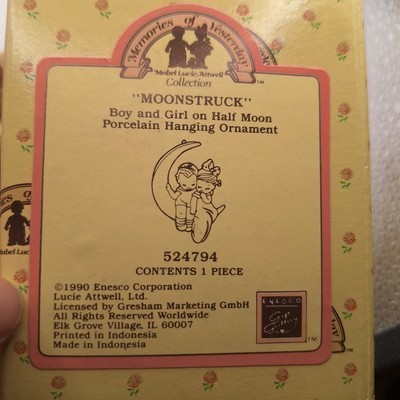 Memories of Yesterday
Mabel Lucie Attwell
Collection
™
"MOONSTRUCK"
Boy and Girl on Half Moon
Porcelain Hanging Ornament
524794
CONTENTS 1 PIECE
©1990 Enesco Corporation
Lucie Attwell, Ltd.
Licensed by Gresham Marketing GmbH
All Rights Reserved Worldwide
Elk Grove Village, IL 60007
Printed in Indonesia
Made in Indonesia
ENESCO
™